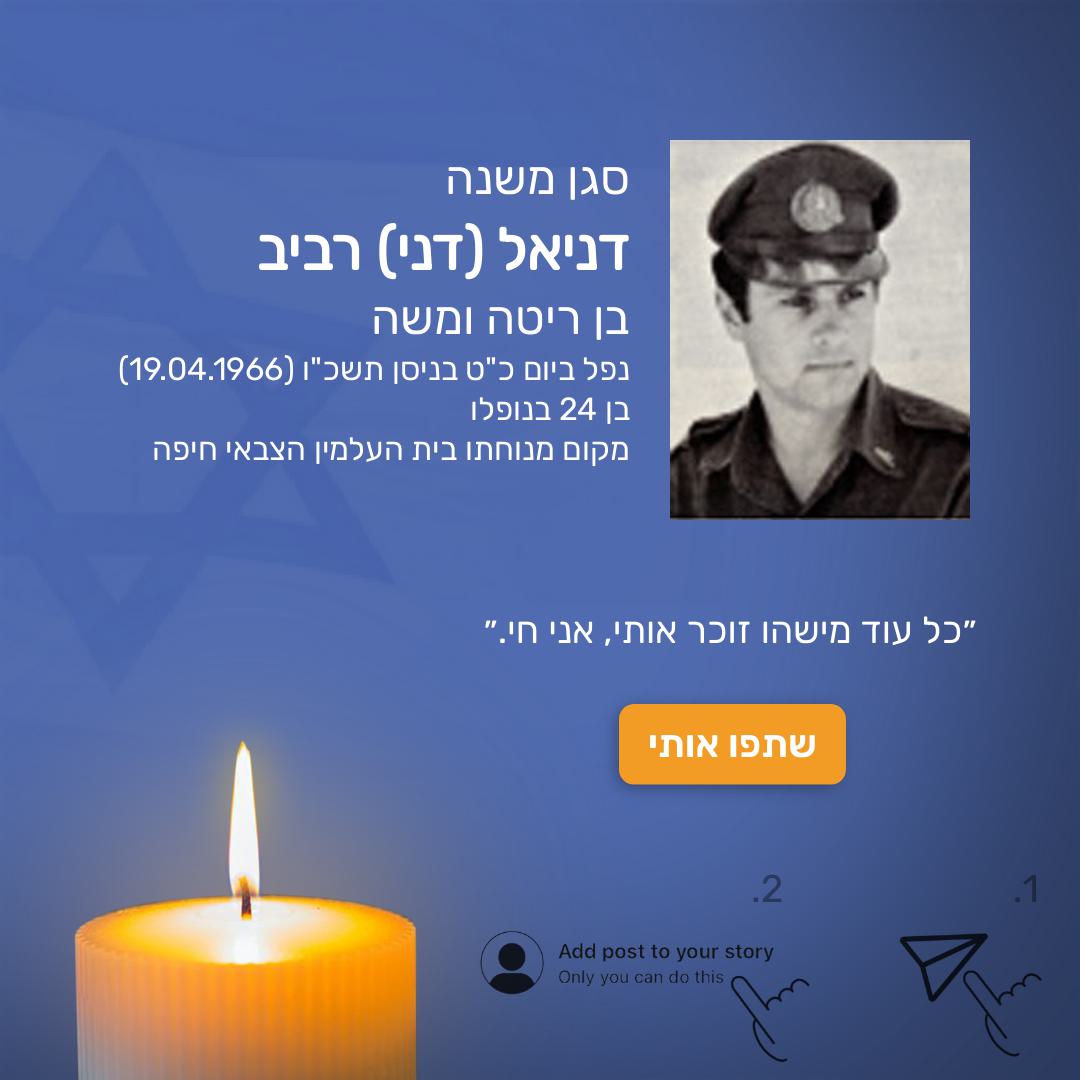 סגן משנה
דניאל (דני) רביב
בן ריטה ומשה
נפל ביום כ"ט בניסן תשכ"ו (19.04.1966)
בן 24 בנופלו
מקום מנוחתו בית העלמין הצבאי חיפה
״כל עוד מישהו זוכר אותי, אני חי.״
שתפו אותי
1.
2.
Add post to your story
Only you can do this